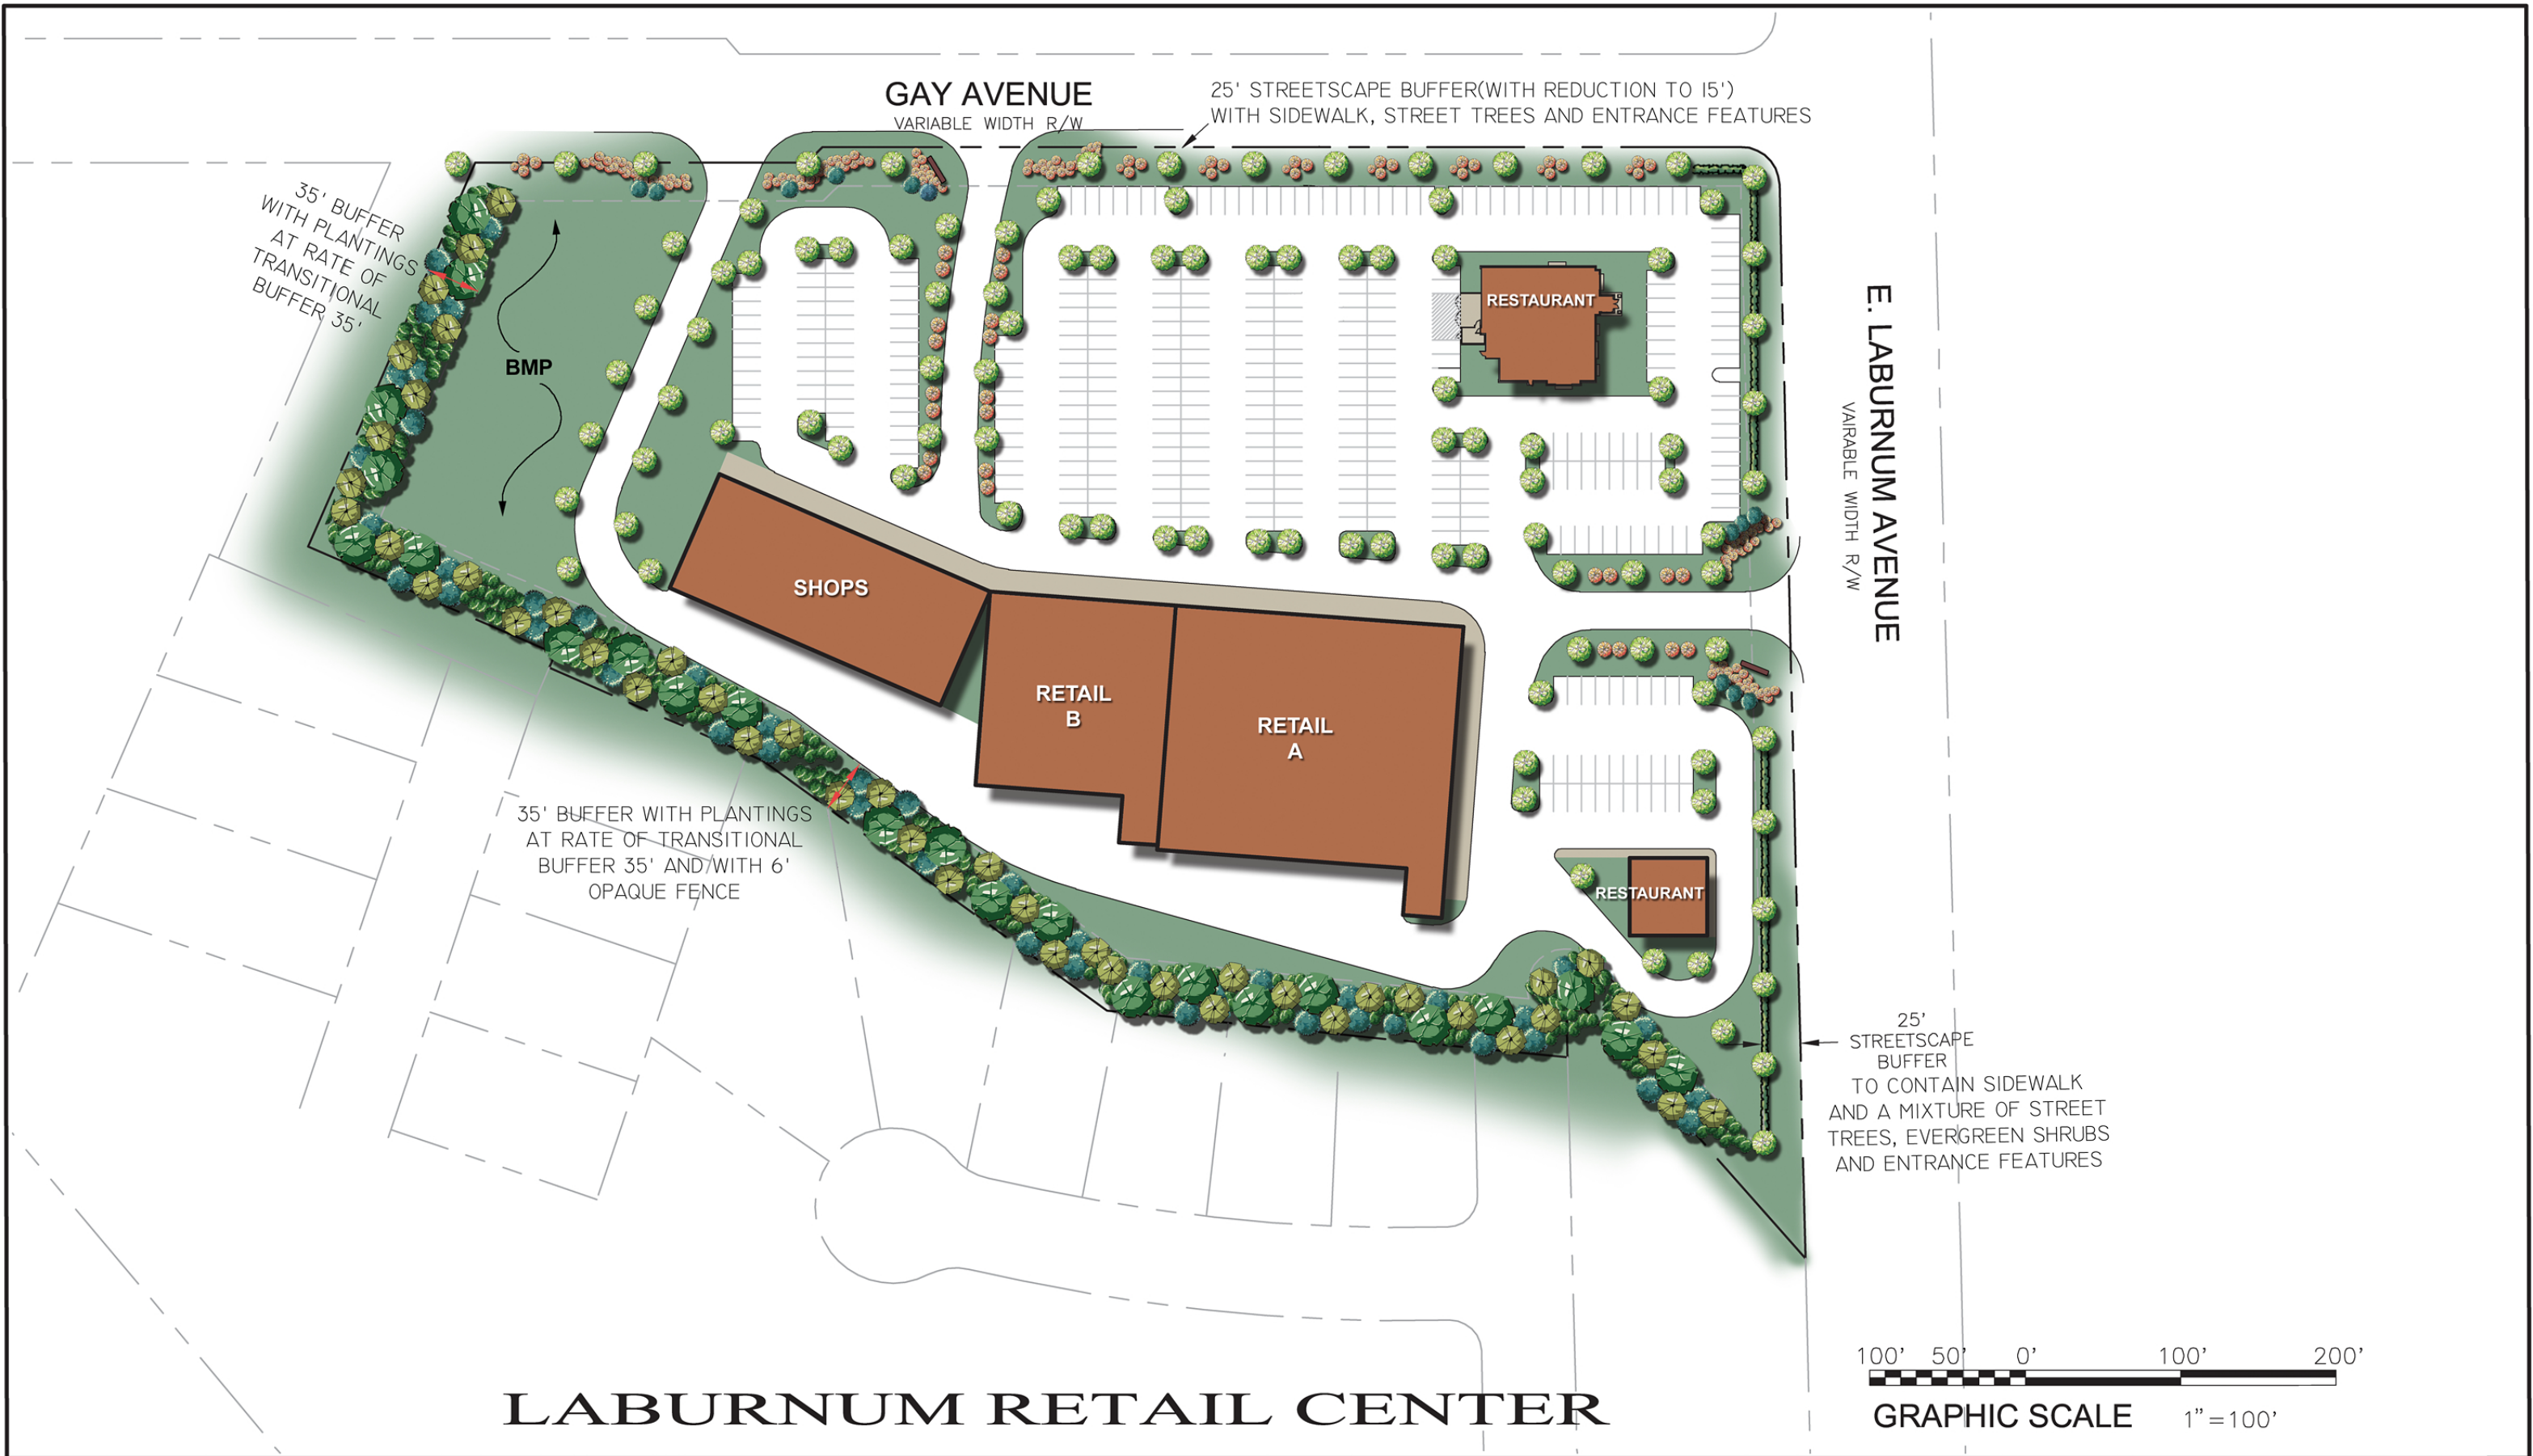 GAY AVENUE
VARIABLE WIDTH R/W
25' STREETSCAPE BUFFER(WITH REDUCTION TO 15')
WITH SIDEWALK, STREET TREES AND ENTRANCE FEATURES
35' BUFFER
WITH PLANTINGS
AT RATE OF
TRANSITIONAL
BUFFER 35'
BMP
RESTAURANT
E. LABURNUM AVENUE
VAIRABLE WIDTH R/W
SHOPS
RETAIL
B
RETAIL
A
35' BUFFER WITH PLANTINGS
AT RATE OF TRANSITIONAL
BUFFER 35' AND WITH 6'
OPAQUE FENCE
RESTAURANT
25'
STREETSCAPE
BUFFER
TO CONTAIN SIDEWALK
AND A MIXTURE OF STREET
TREES, EVERGREEN SHRUBS
AND ENTRANCE FEATURES
100' 50' 0' 100' 200'
GRAPHIC SCALE 1"=100'
LABURNUM RETAIL CENTER